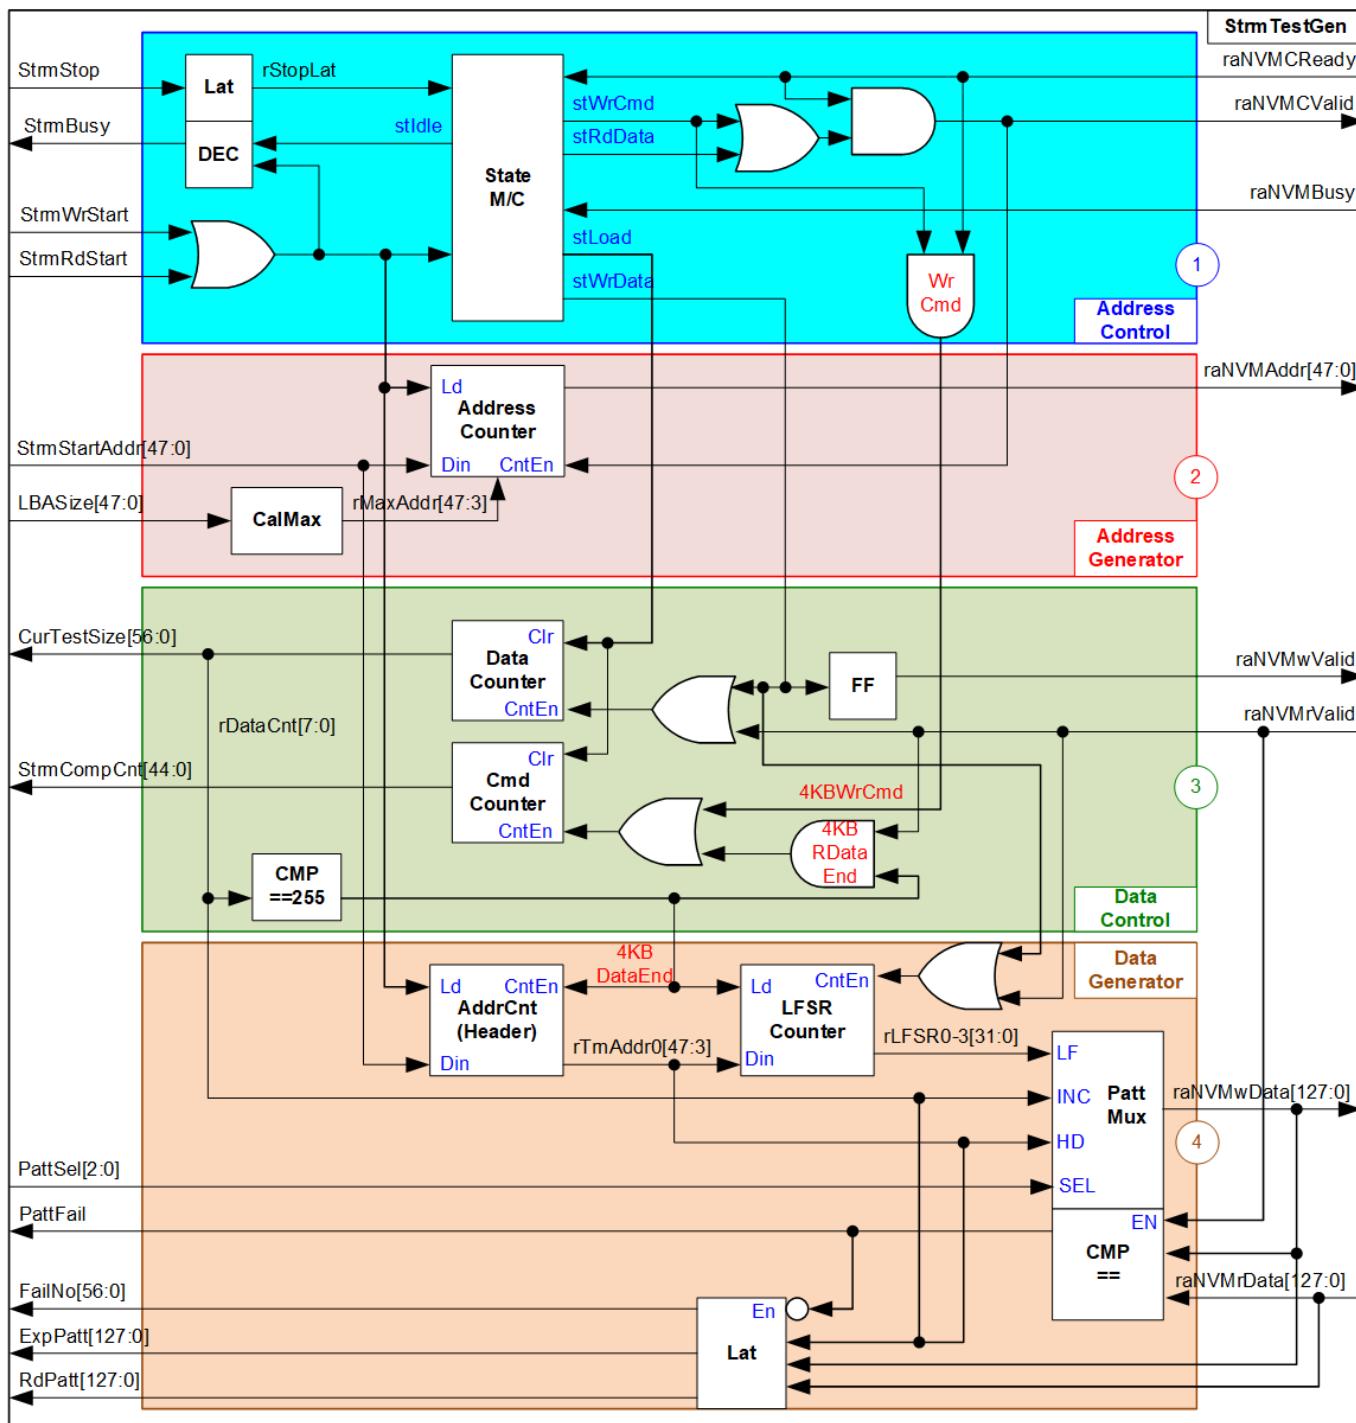 StrmTestGen
StrmStop
Lat
rStopLat
raNVMCReady
stWrCmd
raNVMCValid
StrmBusy
stIdle
DEC
stRdData
State
M/C
raNVMBusy
StrmWrStart
StrmRdStart
stLoad
stWrData
Wr
Cmd
1
Address
Control
Ld
Address
Counter
Din
CntEn
raNVMAddr[47:0]
StrmStartAddr[47:0]
LBASize[47:0]
CalMax
rMaxAddr[47:3]
2
Address
Generator
CurTestSize[56:0]
Clr
Data
Counter
CntEn
FF
raNVMwValid
raNVMrValid
rDataCnt[7:0]
StrmCompCnt[44:0]
Clr
Cmd
Counter
CntEn
4KBWrCmd
4KB
RData
End
3
CMP
==255
Data
Control
4KB
DataEnd
Data
Generator
Ld
CntEn
AddrCnt
(Header)
Din
Ld
CntEn
LFSR
Counter
Din
rTrnAddr0[47:3]
rLFSR0-3[31:0]
LF
INC
HD
SEL
Patt
Mux
raNVMwData[127:0]
4
PattSel[2:0]
PattFail
EN
CMP
==
raNVMrData[127:0]
FailNo[56:0]
En
Lat
ExpPatt[127:0]
RdPatt[127:0]